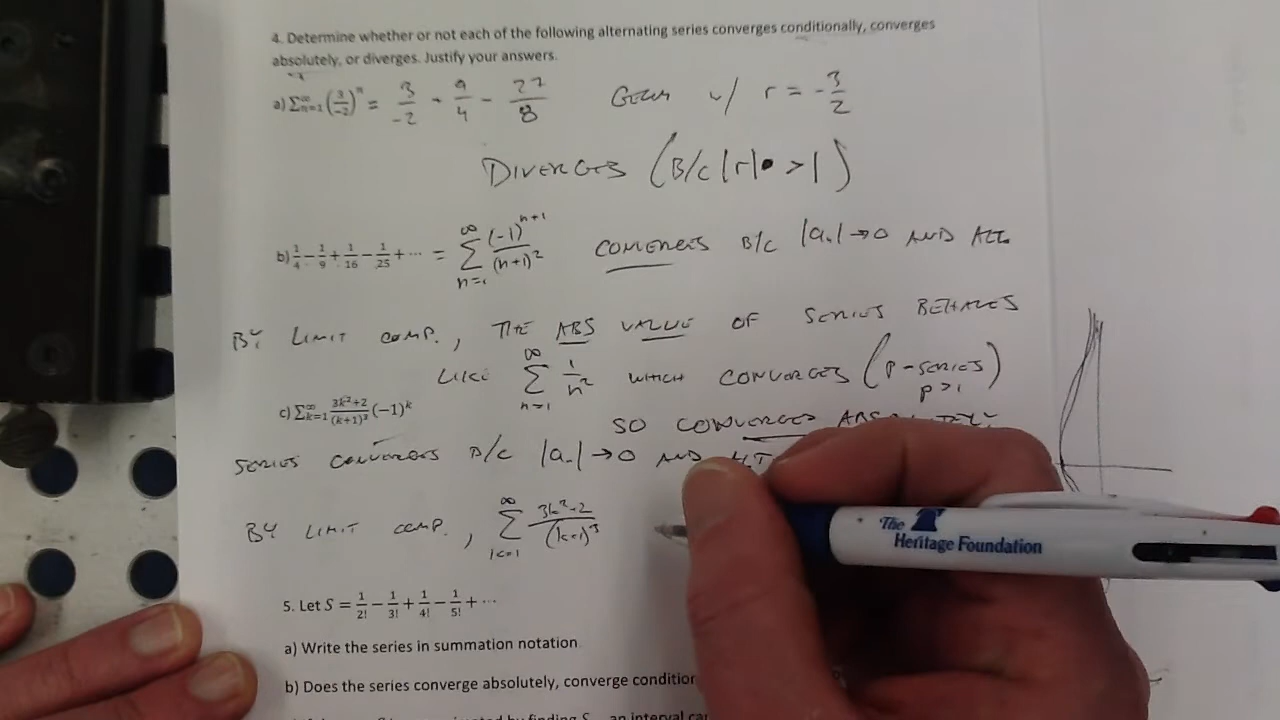 4. Determine whether or not each of the following alternating series converges conditionally, converges
absolutely, or diverges. Justify your answers.
a) ∑ₙ₌₁^∞ (3/-2)ⁿ = 3/-2 + 9/4 - 27/8 GEOM w/ r = -3/2
DIVERGES (B/C |r| > 1)
b) 1/4 - 1/9 + 1/16 - 1/25 + ⋯ = ∑ₙ₌₁^∞ (-1)ⁿ⁺¹/(n+1)² CONVERGES B/C |aₙ| → 0 AND ALT.
BY LIMIT COMP., THE ABS VALUE OF SERIES BEHAVES
LIKE ∑ₙ₌₁^∞ 1/n² WHICH CONVERGES (P-SERIES) P>1
c) ∑ₖ₌₁^∞ (3k²+2)/(k+1)³ (-1)ᵏ
SO CONVERGES ABSOLUTELY
SERIES CONVERGES B/C |aₙ| → 0 AND ALT
BY LIMIT COMP., ∑ₖ₌₁^∞ (3k²+2)/(k+1)³
The
Heritage Foundation
5. Let S = 1/2! - 1/3! + 1/4! - 1/5! + ⋯
a) Write the series in summation notation
b) Does the series converge absolutely, converge condition